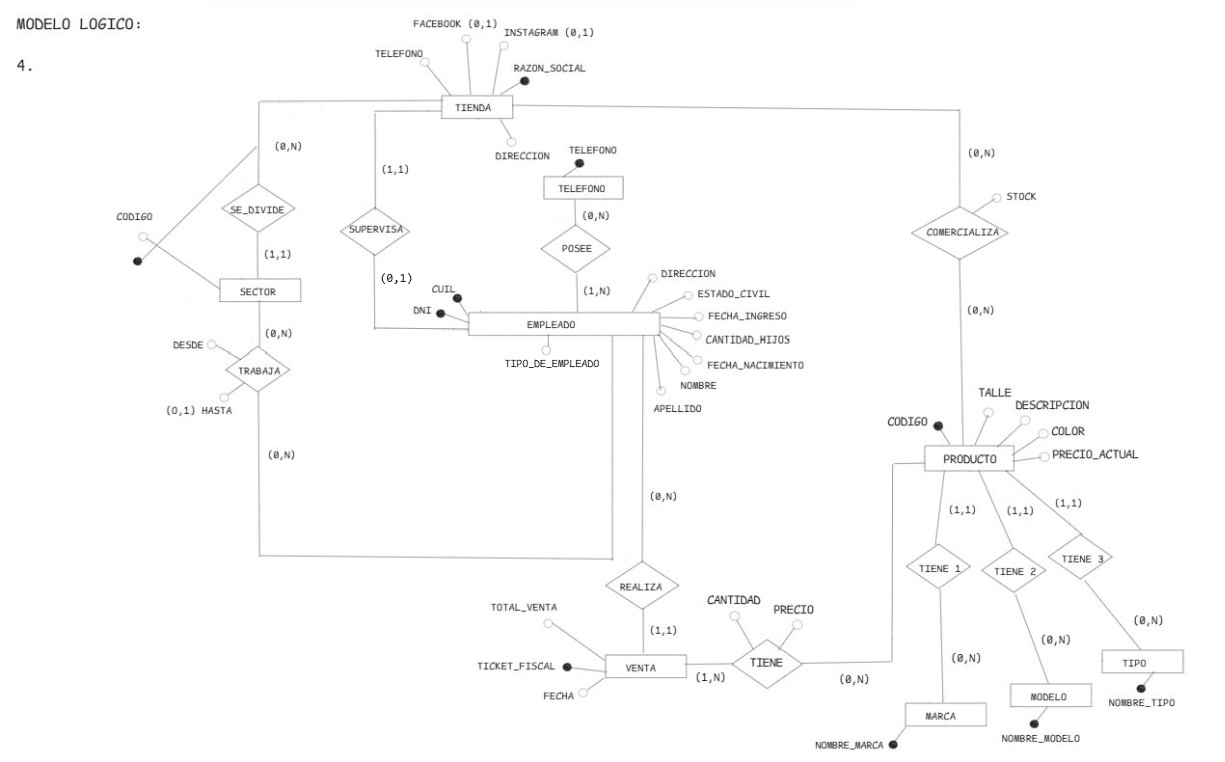 MODELO LOGICO:
4.
FACEBOOK (0,1)
INSTAGRAM (0,1)
TELEFONO
RAZON_SOCIAL
TIENDA
DIRECCION
(0,N)
(1,1)
TELEFONO
TELEFONO
(0,N)
(0,N)
STOCK
CODIGO
SE_DIVIDE
SUPERVISA
POSEE
COMERCIALIZA
(1,1)
(0,1)
(1,N)
DIRECCION
SECTOR
CUIL
DNI
EMPLEADO
ESTADO_CIVIL
FECHA_INGRESO
CANTIDAD_HIJOS
FECHA_NACIMIENTO
NOMBRE
APELLIDO
TIPO_DE_EMPLEADO
(0,N)
(0,N)
DESDE
TRABAJA
(0,1) HASTA
(0,N)
TALLE
DESCRIPCION
CODIGO
COLOR
PRODUCTO
PRECIO_ACTUAL
(0,N)
(1,1)
(1,1)
(1,1)
TIENE 1
TIENE 2
TIENE 3
REALIZA
CANTIDAD
PRECIO
TOTAL_VENTA
(1,1)
TICKET_FISCAL
VENTA
FECHA
(1,N)
TIENE
(0,N)
(0,N)
(0,N)
(0,N)
TIPO
NOMBRE_TIPO
MODELO
NOMBRE_MODELO
MARCA
NOMBRE_MARCA